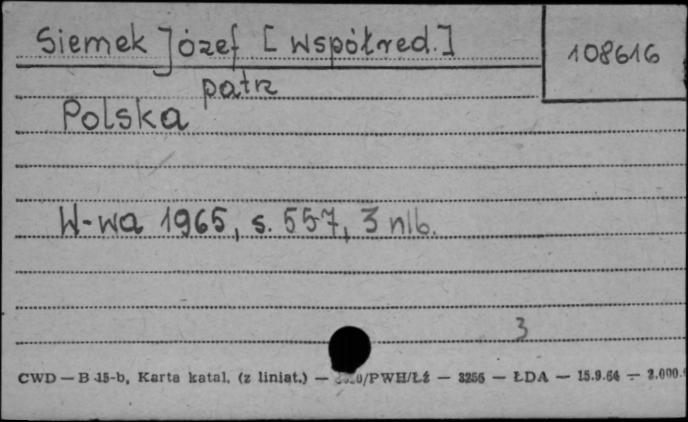 Siemek Józef [współred.]
108616
patrz
Polska
W-wa 1965, s. 557, 3 nlb.
3
CWD — B-15-b, Karta katal. (z liniat.) — /PWH/Łź — 3256 — ŁDA — 15.9.64 — 2.000.